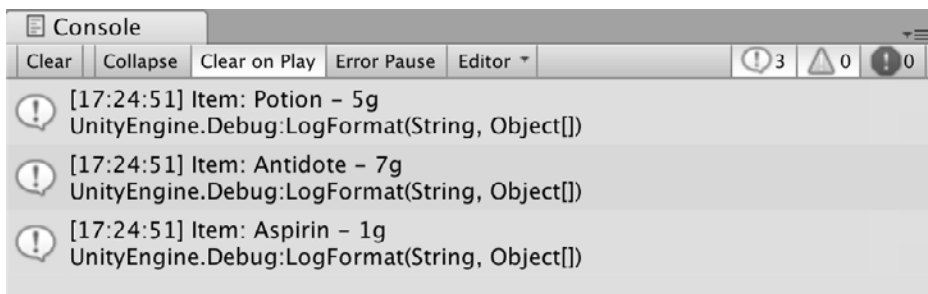 Console
Clear Collapse Clear on Play Error Pause Editor 3 0 0
[17:24:51] Item: Potion – 5g
UnityEngine.Debug:LogFormat(String, Object[])
[17:24:51] Item: Antidote – 7g
UnityEngine.Debug:LogFormat(String, Object[])
[17:24:51] Item: Aspirin – 1g
UnityEngine.Debug:LogFormat(String, Object[])